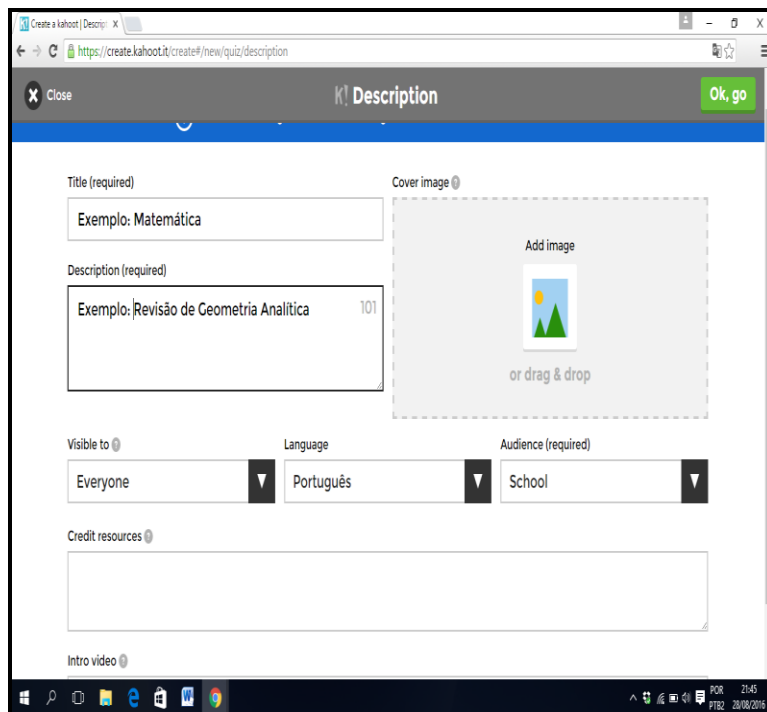 Create a kahoot | Descrip
https://create.kahoot.it/create#/new/quiz/description
Close
K! Description
Ok, go
Title (required)
Cover image
Exemplo: Matemática
Add image
Description (required)
Exemplo: Revisão de Geometria Analítica
101
or drag & drop
Visible to
Language
Audience (required)
Everyone
Português
School
Credit resources
Intro video
POR
21:45
PTB2
28/08/2016